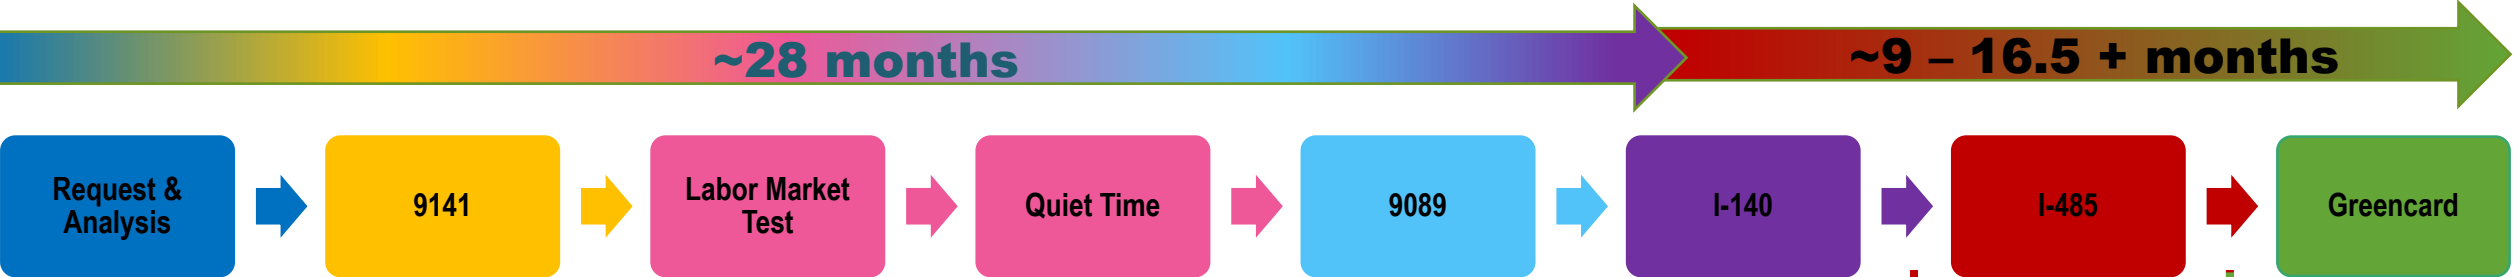 ~28 months
~9 – 16.5 + months
Request &
Analysis
9141
Labor Market
Test
Quiet Time
9089
I-140
I-485
Greencard